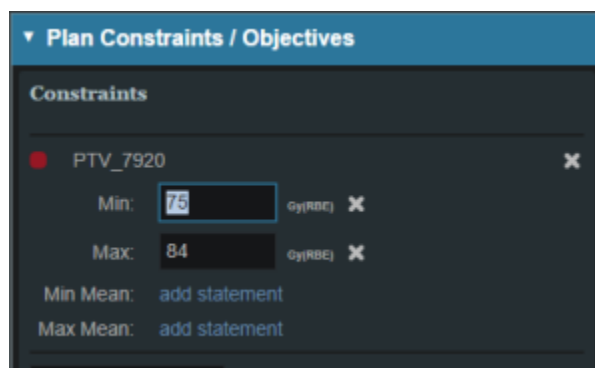 Plan Constraints / Objectives
Constraints
PTV_7920
Min: 75 Gy(RBE)
Max: 84 Gy(RBE)
Min Mean: add statement
Max Mean: add statement